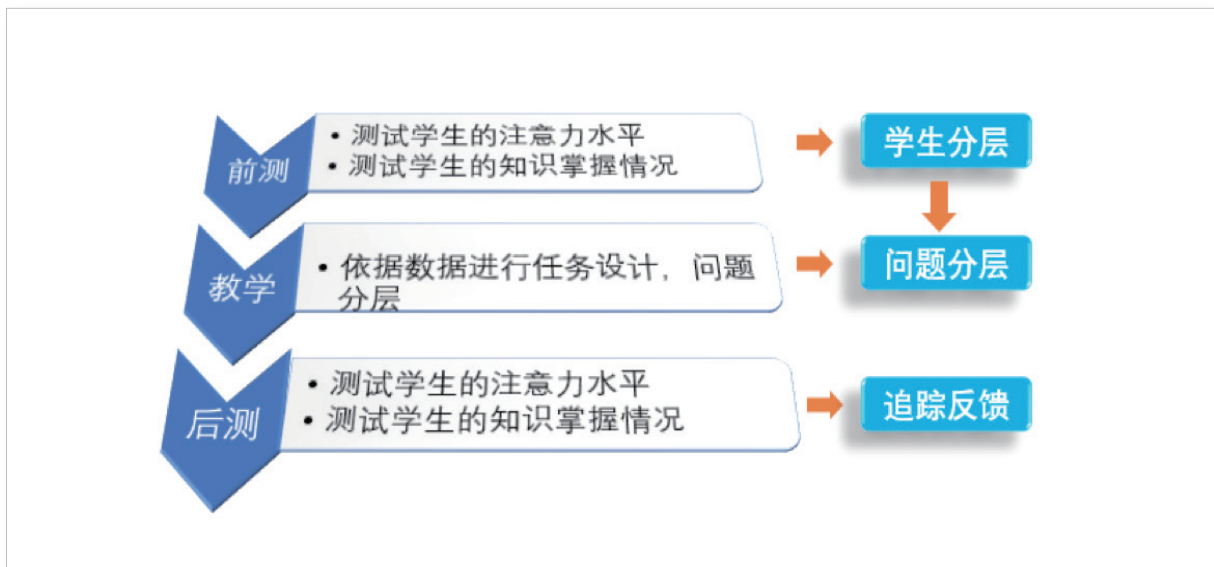 前测
• 测试学生的注意力水平
• 测试学生的知识掌握情况
学生分层
教学
• 依据数据进行任务设计，问题
分层
问题分层
后测
• 测试学生的注意力水平
• 测试学生的知识掌握情况
追踪反馈